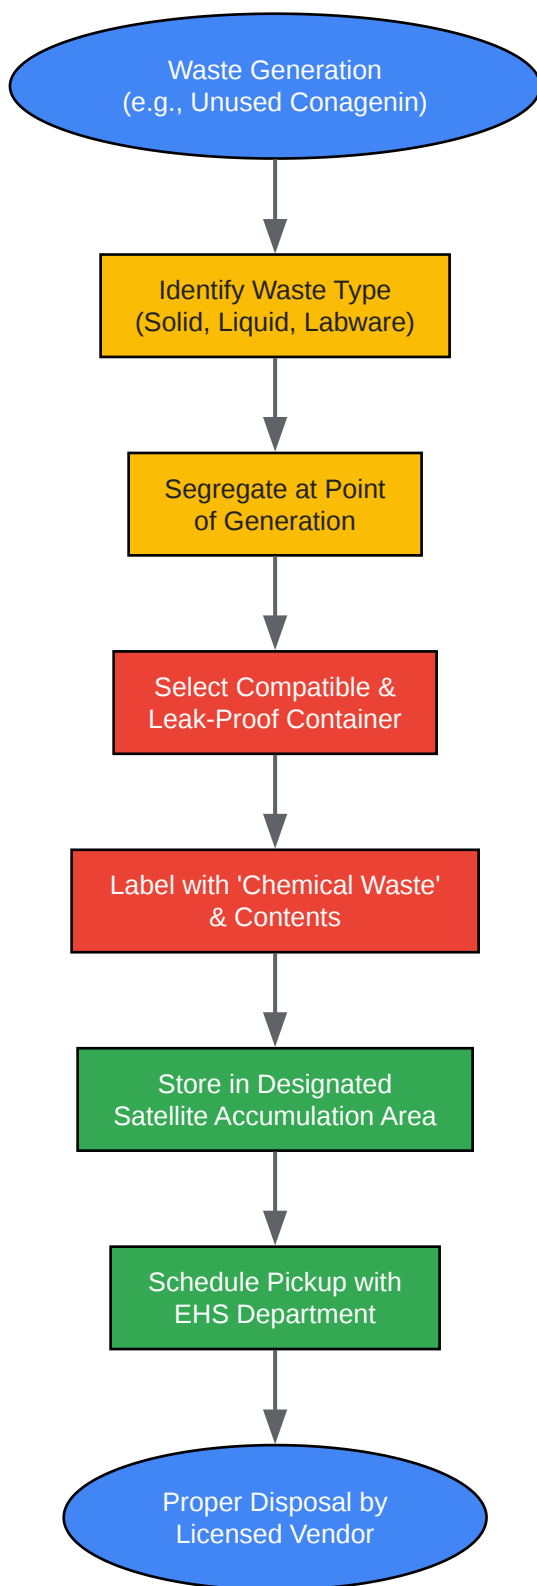 Waste Generation
(e.g., Unused Conagenin)
Identify Waste Type
(Solid, Liquid, Labware)
Segregate at Point
of Generation
Select Compatible &
Leak-Proof Container
Label with 'Chemical Waste'
& Contents
Store in Designated
Satellite Accumulation Area
Schedule Pickup with
EHS Department
Proper Disposal by
Licensed Vendor